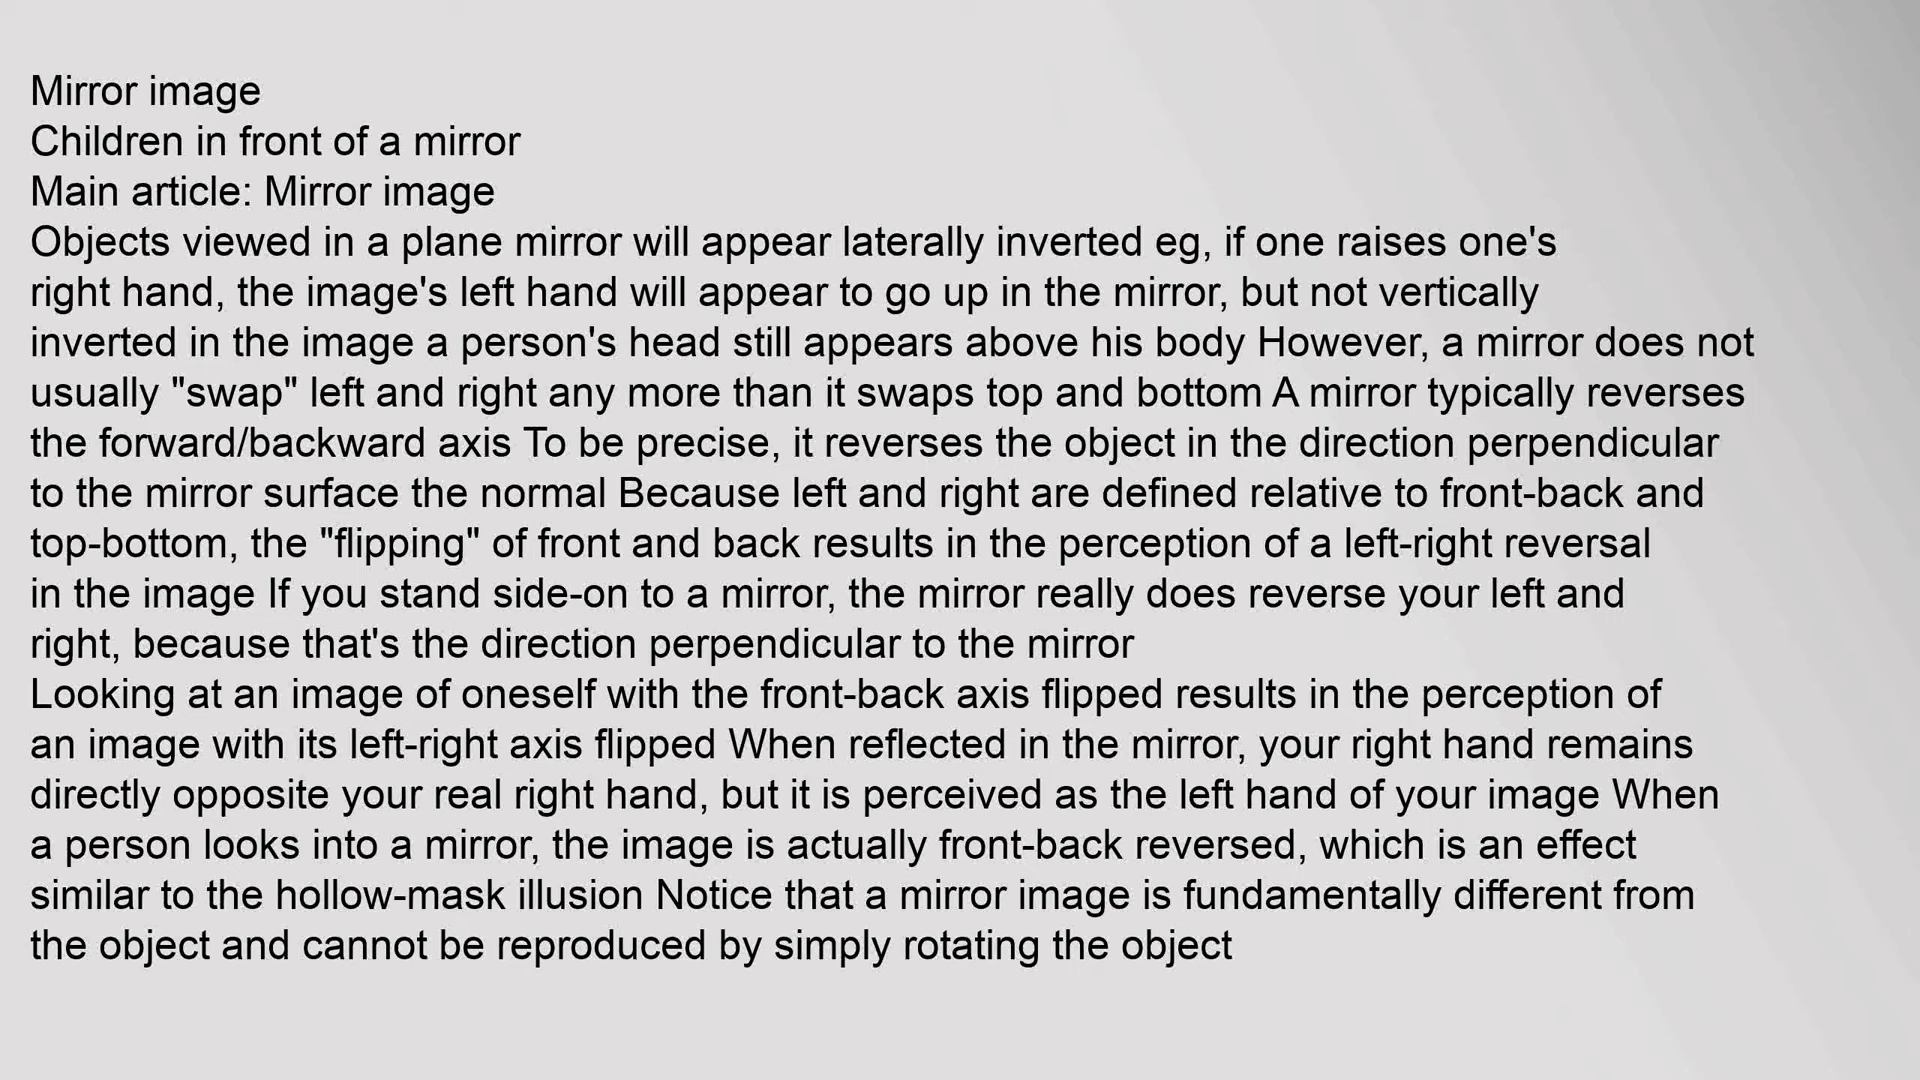 Mirror image
Children in front of a mirror
Main article: Mirror image
Objects viewed in a plane mirror will appear laterally inverted eg, if one raises one's
right hand, the image's left hand will appear to go up in the mirror, but not vertically
inverted in the image a person's head still appears above his body However, a mirror does not
usually "swap" left and right any more than it swaps top and bottom A mirror typically reverses
the forward/backward axis To be precise, it reverses the object in the direction perpendicular
to the mirror surface the normal Because left and right are defined relative to front-back and
top-bottom, the "flipping" of front and back results in the perception of a left-right reversal
in the image If you stand side-on to a mirror, the mirror really does reverse your left and
right, because that's the direction perpendicular to the mirror
Looking at an image of oneself with the front-back axis flipped results in the perception of
an image with its left-right axis flipped When reflected in the mirror, your right hand remains
directly opposite your real right hand, but it is perceived as the left hand of your image When
a person looks into a mirror, the image is actually front-back reversed, which is an effect
similar to the hollow-mask illusion Notice that a mirror image is fundamentally different from
the object and cannot be reproduced by simply rotating the object